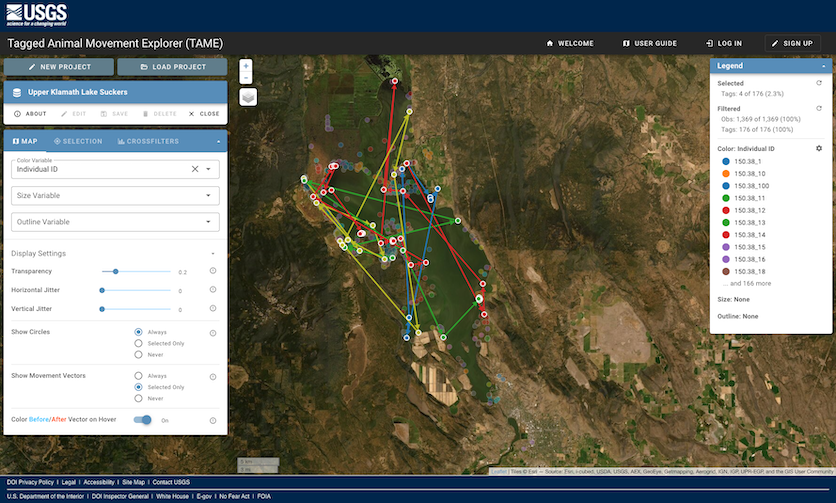 USGS
science for a changing world
Tagged Animal Movement Explorer (TAME)
WELCOME
USER GUIDE
LOG IN
SIGN UP
NEW PROJECT
LOAD PROJECT
Upper Klamath Lake Suckers
ABOUT
EDIT
SAVE
DELETE
CLOSE
MAP
SELECTION
CROSSFILTERS
Color Variable
Individual ID
Size Variable
Outline Variable
Display Settings
Transparency
0.2
Horizontal Jitter
0
Vertical Jitter
0
Show Circles
Always
Selected Only
Never
Show Movement Vectors
Always
Selected Only
Never
Color Before/After Vector on Hover
On
+
−
Legend
Selected
Tags: 4 of 176 (2.3%)
Filtered
Obs: 1,369 of 1,369 (100%)
Tags: 176 of 176 (100%)
Color: Individual ID
150.38_1
150.38_10
150.38_100
150.38_11
150.38_12
150.38_13
150.38_14
150.38_15
150.38_16
150.38_18
... and 166 more
Size: None
Outline: None
Leaflet | Tiles © Esri — Source: Esri, i-cubed, USDA, USGS, AEX, GeoEye, Getmapping, Aerogrid, IGN, IGP, UPR-EGP, and the GIS User Community
DOI Privacy Policy | Legal | Accessibility | Site Map | Contact USGS
U.S. Department of the Interior | DOI Inspector General | White House | E-gov | No Fear Act | FOIA